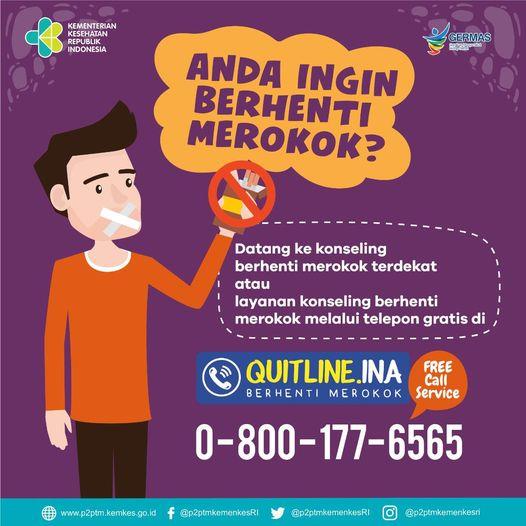 KEMENTERIAN
KESEHATAN
REPUBLIK
INDONESIA
GERMAS
ANDA INGIN
BERHENTI
MEROKOK?
Datang ke konseling
berhenti merokok terdekat
atau
layanan konseling berhenti
merokok melalui telepon gratis di
QUITLINE.INA
BERHENTI MEROKOK
FREE
Call
Service
0-800-177-6565
www.p2ptm.kemkes.go.id
@p2ptmkemenkesRI
@p2ptmkemenkesRI
@p2ptmkemenkesri